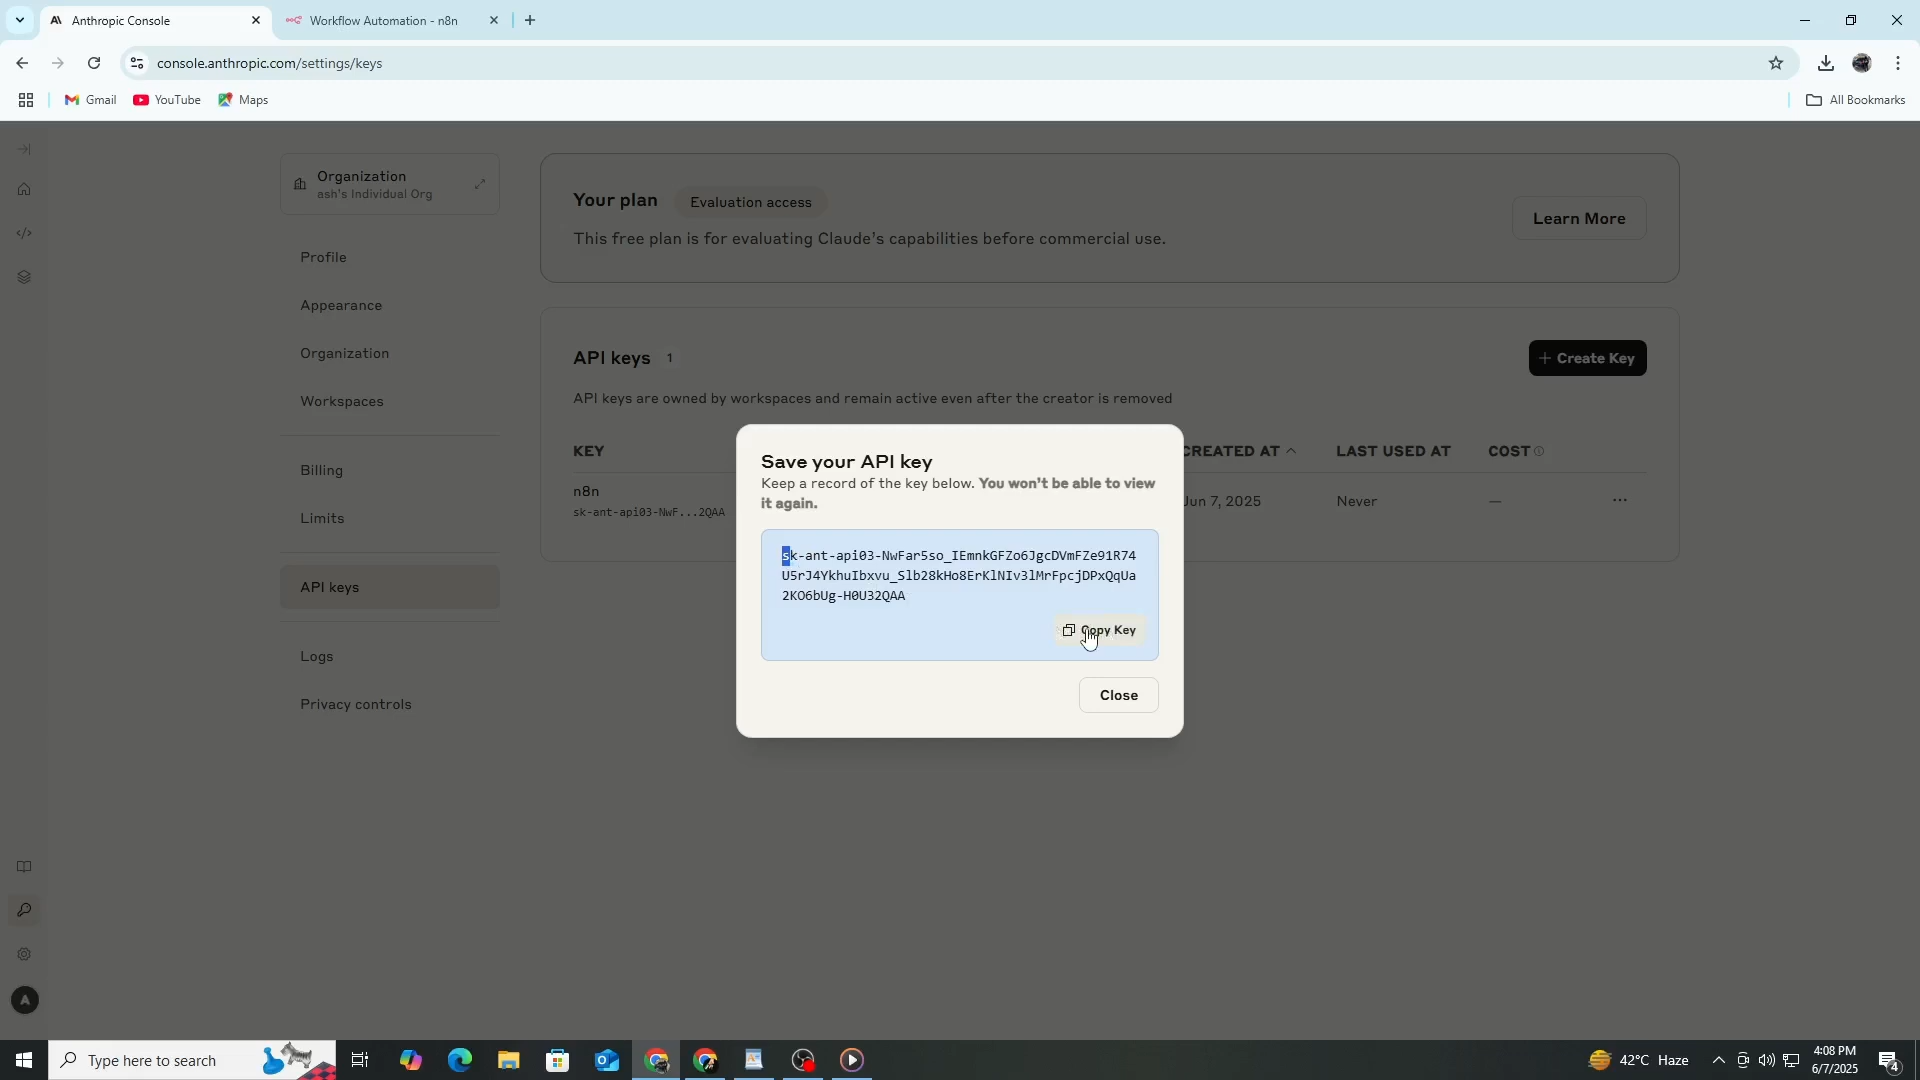 Anthropic Console
Workflow Automation - n8n
console.anthropic.com/settings/keys
Gmail
YouTube
Maps
All Bookmarks
Organization
ash's Individual Org
Profile
Appearance
Organization
Workspaces
Billing
Limits
API keys
Logs
Privacy controls
Your plan
Evaluation access
This free plan is for evaluating Claude's capabilities before commercial use.
Learn More
API keys 1
+ Create Key
API keys are owned by workspaces and remain active even after the creator is removed
KEY
CREATED AT
LAST USED AT
COST
n8n
sk-ant-api03-NwF...2QAA
Jun 7, 2025
Never
—
Save your API key
Keep a record of the key below. You won't be able to view
it again.
sk-ant-api03-NwFar5so_IEmnkGFZo6JgcDVmFZe91R74
U5rJ4YkhuIbxvu_Slb28kHo8ErKlNIv3lMrFpcjDPxQqUa
2KO6bUg-H0U32QAA
Copy Key
Close
A
Type here to search
42°C Haze
4:08 PM
6/7/2025
4